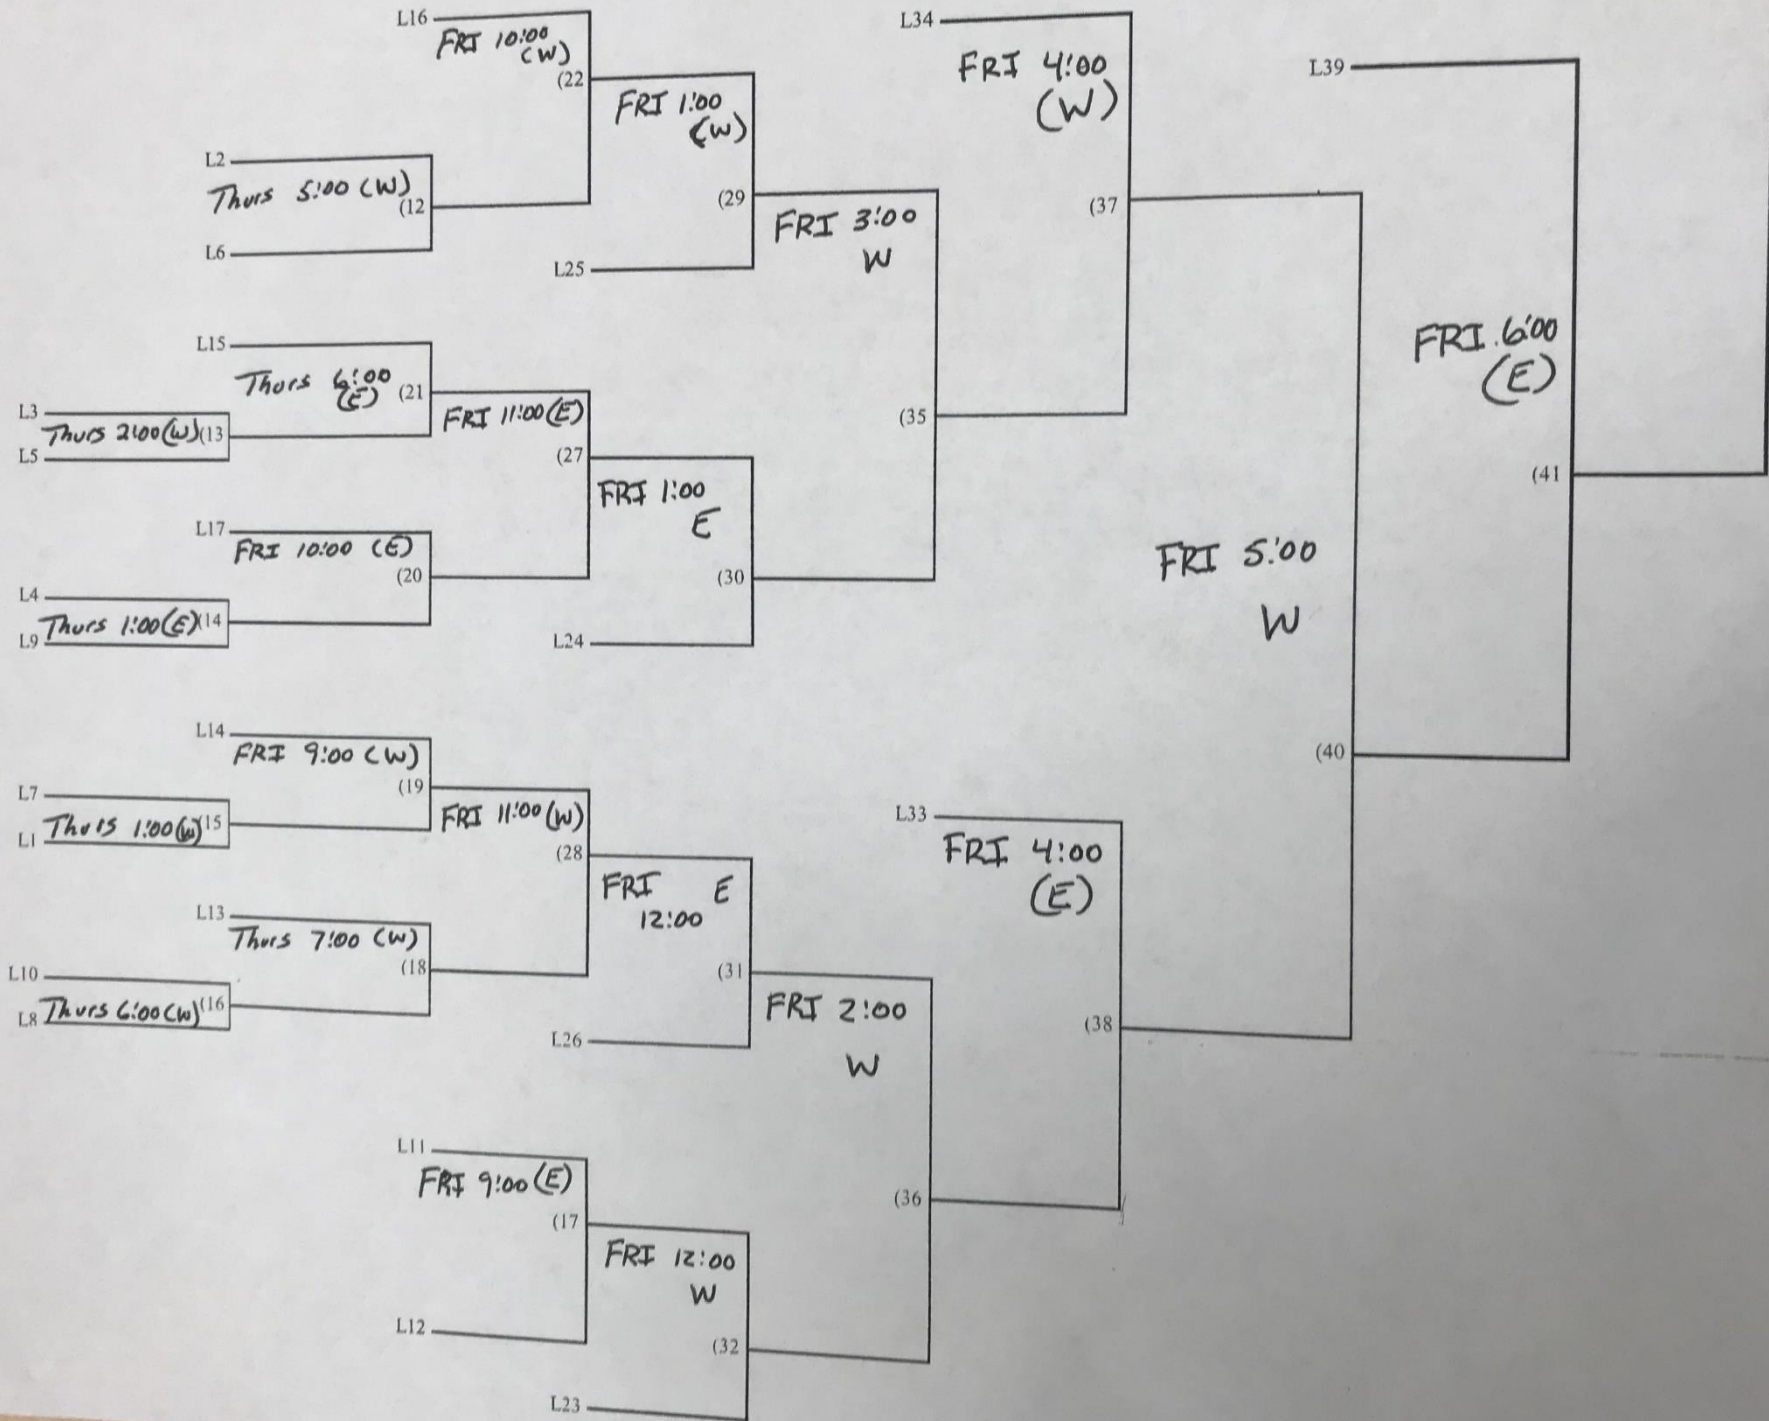 L16
FRI 10:00
(W)
(22
L34
FRI 4:00
(W)
L39
FRI 1:00
(W)
L2
Thurs 5:00 (W)
(12
L6
(29
(37
FRI 3:00
W
L25
L15
Thurs 6:00
(E)
(21
L3
Thurs 2:00 (W) (13
L5
FRI 11:00 (E)
(27
(35
FRI 6:00
(E)
(41
FRI 1:00
E
L17
FRI 10:00 (E)
(20
L4
Thurs 1:00 (E) (14
L9
(30
L24
FRI 5:00
W
L14
FRI 9:00 (W)
(19
L7
Thurs 1:00 (W) (15
L1
FRI 11:00 (W)
(28
(40
L33
FRI 4:00
(E)
FRI E
12:00
L13
Thurs 7:00 (W)
(18
L10
Thurs 6:00 (W) (16
L8
(31
FRI 2:00
W
(38
L26
L11
FRI 9:00 (E)
(17
(36
FRI 12:00
W
L12
(32
L23